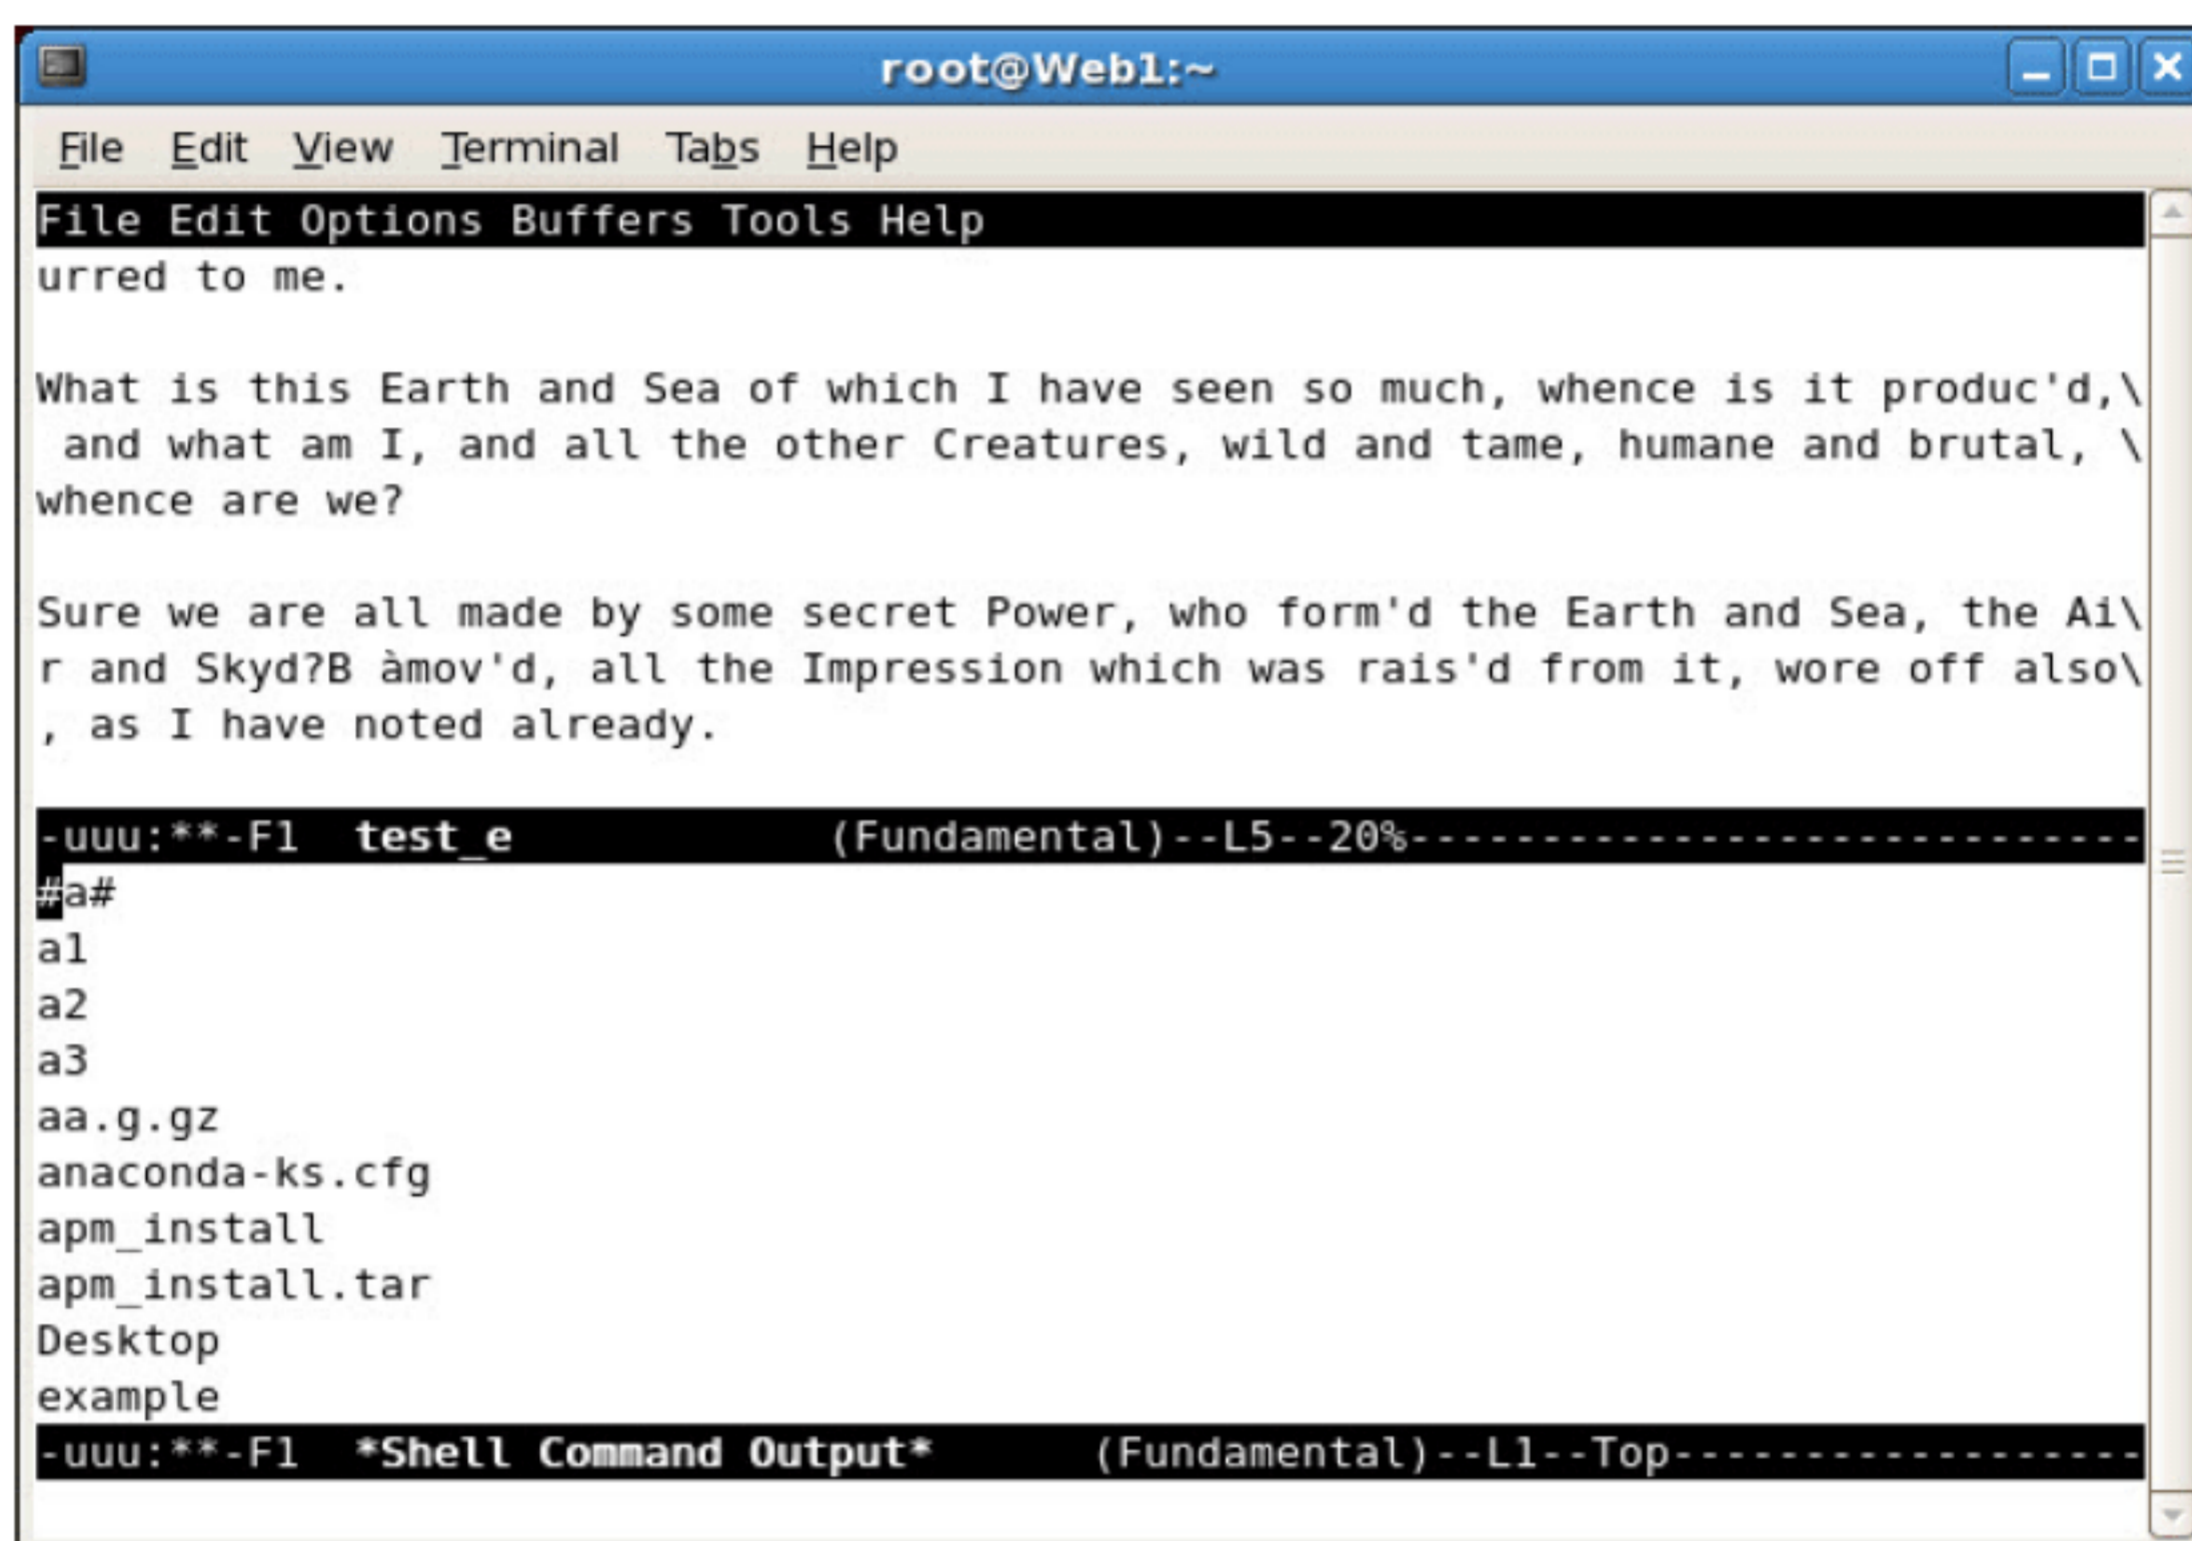 root@Web1:~
File Edit View Terminal Tabs Help
File Edit Options Buffers Tools Help
urred to me.
What is this Earth and Sea of which I have seen so much, whence is it produc'd,\
 and what am I, and all the other Creatures, wild and tame, humane and brutal, \
whence are we?
Sure we are all made by some secret Power, who form'd the Earth and Sea, the Ai\
r and Skyd?B àmov'd, all the Impression which was rais'd from it, wore off also\
, as I have noted already.
-uuu:**-F1  test_e            (Fundamental)--L5--20%----------------------------
#a#
a1
a2
a3
aa.g.gz
anaconda-ks.cfg
apm_install
apm_install.tar
Desktop
example
-uuu:**-F1  *Shell Command Output*      (Fundamental)--L1--Top------------------